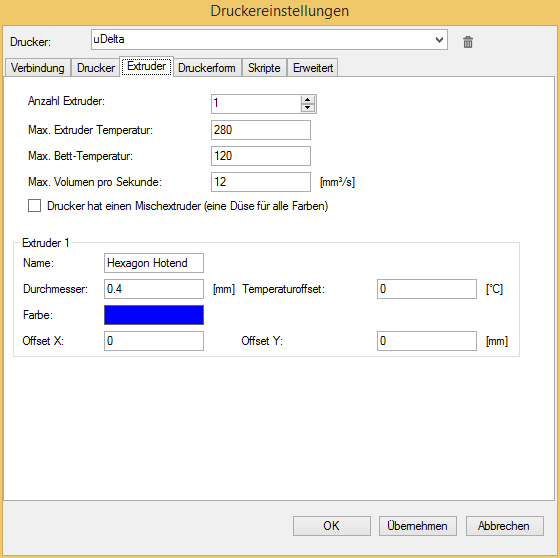 Druckereinstellungen
Drucker: uDelta
Verbindung Drucker Extruder Druckerform Skripte Erweitert
Anzahl Extruder: 1
Max. Extruder Temperatur: 280
Max. Bett-Temperatur: 120
Max. Volumen pro Sekunde: 12 [mm³/s]
Drucker hat einen Mischextruder (eine Düse für alle Farben)
Extruder 1
Name: Hexagon Hotend
Durchmesser: 0.4 [mm] Temperaturoffset: 0 [°C]
Farbe:
Offset X: 0 Offset Y: 0 [mm]
OK Übernehmen Abbrechen